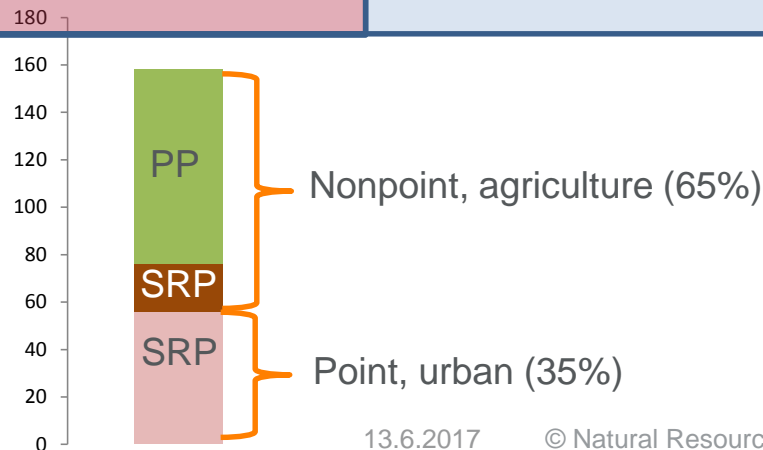 180
160
140
120
100
80
60
40
20
0
PP
SRP
SRP
Nonpoint, agriculture (65%)
Point, urban (35%)
13.6.2017 © Natural Resourc